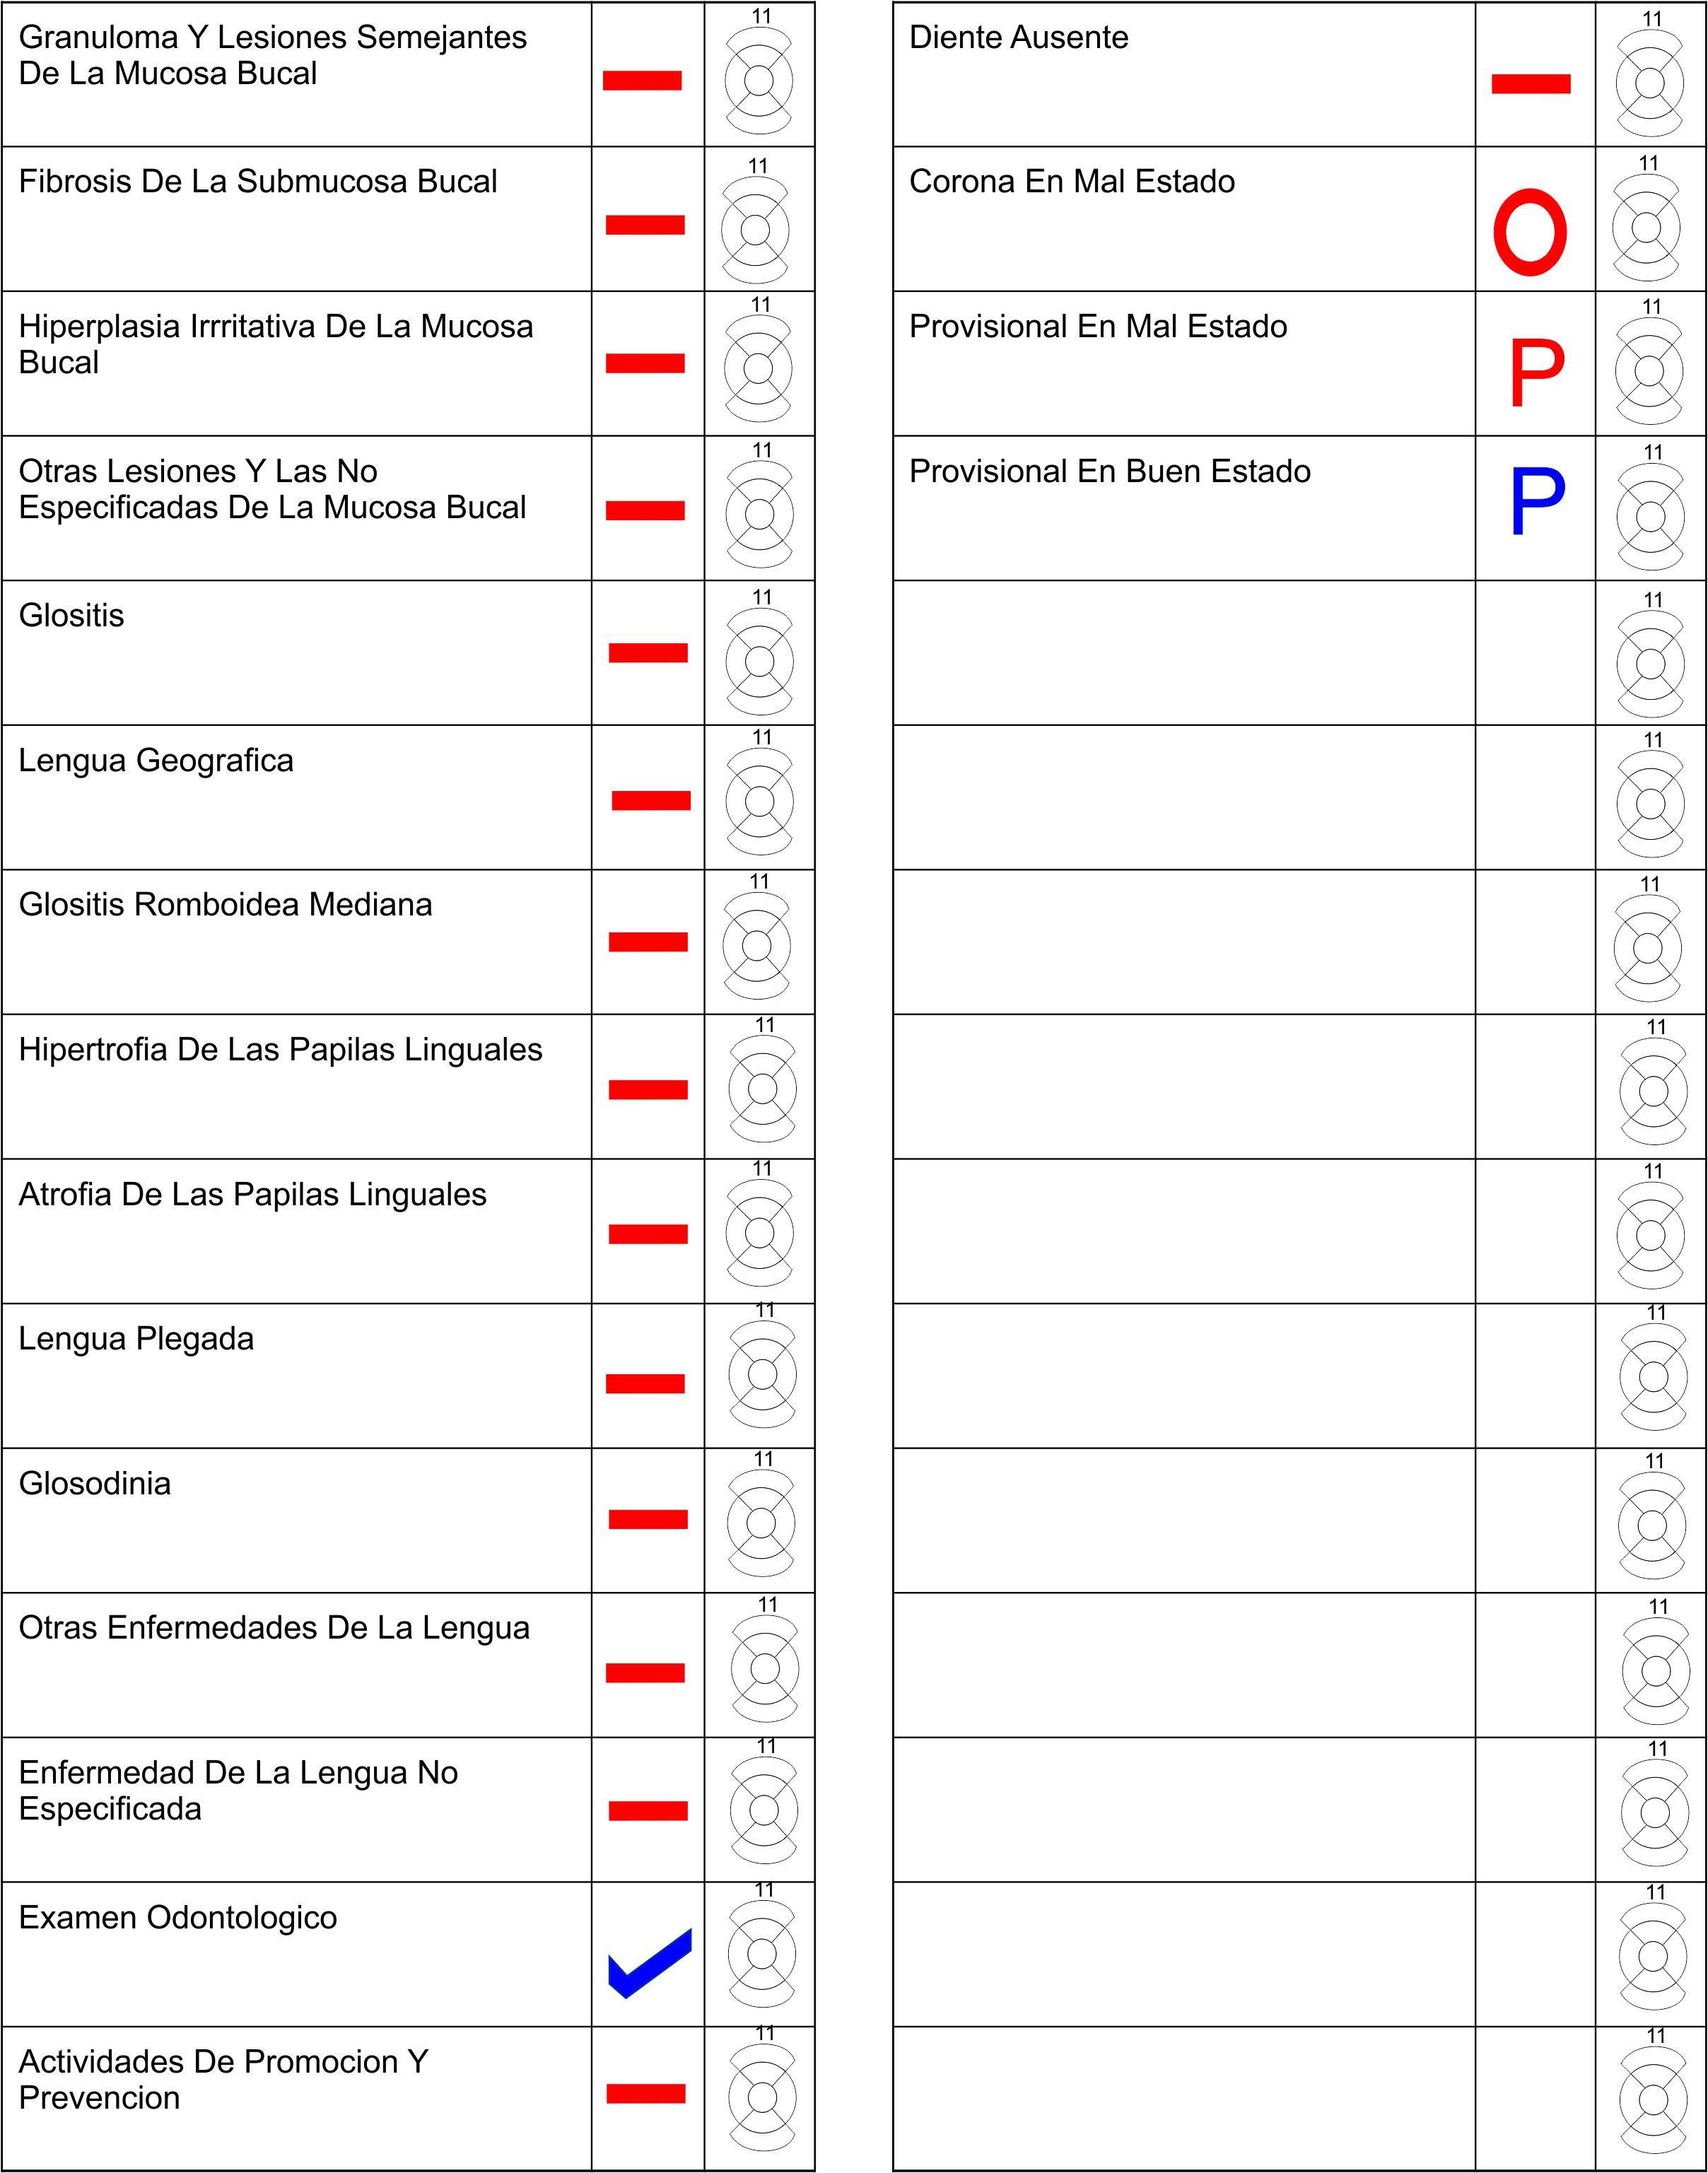 Granuloma Y Lesiones Semejantes
De La Mucosa Bucal
11
Fibrosis De La Submucosa Bucal
11
Hiperplasia Irrritativa De La Mucosa
Bucal
11
Otras Lesiones Y Las No
Especificadas De La Mucosa Bucal
11
Glositis
11
Lengua Geografica
11
Glositis Romboidea Mediana
11
Hipertrofia De Las Papilas Linguales
11
Atrofia De Las Papilas Linguales
11
Lengua Plegada
11
Glosodinia
11
Otras Enfermedades De La Lengua
11
Enfermedad De La Lengua No
Especificada
11
Examen Odontologico
11
Actividades De Promocion Y
Prevencion
11
Diente Ausente
11
Corona En Mal Estado
O
11
Provisional En Mal Estado
P
11
Provisional En Buen Estado
P
11
11
11
11
11
11
11
11
11
11
11
11